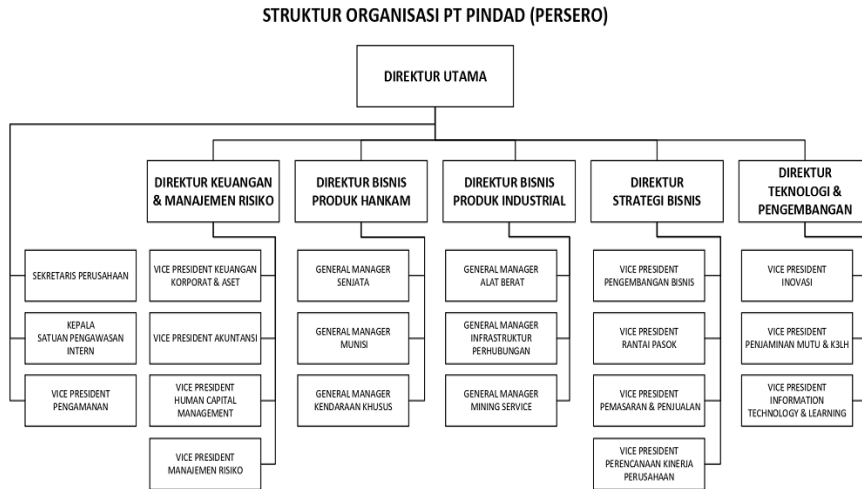 STRUKTUR ORGANISASI PT PINDAD (PERSERO)
DIREKTUR UTAMA
DIREKTUR KEUANGAN
& MANAJEMEN RISIKO
DIREKTUR BISNIS
PRODUK HANKAM
DIREKTUR BISNIS
PRODUK INDUSTRIAL
DIREKTUR
STRATEGI BISNIS
DIREKTUR
TEKNOLOGI &
PENGEMBANGAN
SEKRETARIS PERUSAHAAN
VICE PRESIDENT KEUANGAN
KORPORAT & ASET
GENERAL MANAGER
SENJATA
GENERAL MANAGER
ALAT BERAT
VICE PRESIDENT
PENGEMBANGAN BISNIS
VICE PRESIDENT
INOVASI
KEPALA
SATUAN PENGAWASAN
INTERN
VICE PRESIDENT AKUNTANSI
GENERAL MANAGER
MUNISI
GENERAL MANAGER
INFRASTRUKTUR
PERHUBUNGAN
VICE PRESIDENT
RANTAI PASOK
VICE PRESIDENT
PENJAMINAN MUTU & K3LH
VICE PRESIDENT
PENGAMANAN
VICE PRESIDENT
HUMAN CAPITAL
MANAGEMENT
GENERAL MANAGER
KENDARAAN KHUSUS
GENERAL MANAGER
MINING SERVICE
VICE PRESIDENT
PEMASARAN & PENJUALAN
VICE PRESIDENT
INFORMATION
TECHNOLOGY & LEARNING
VICE PRESIDENT
MANAJEMEN RISIKO
VICE PRESIDENT
PERENCANAAN KINERJA
PERUSAHAAN